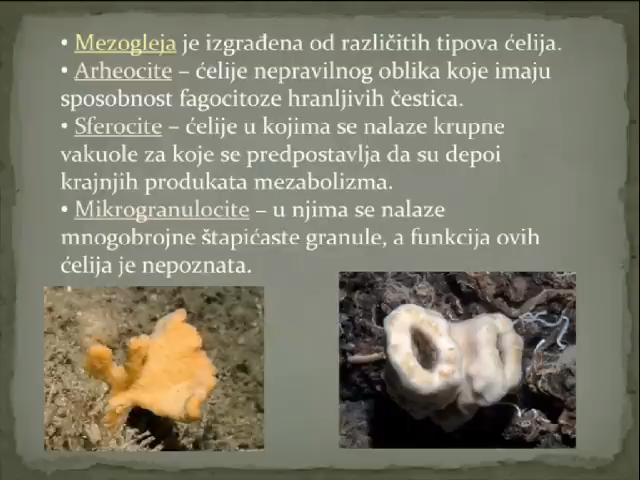 • Mezogleja je izgrađena od različitih tipova ćelija.
• Arheocite – ćelije nepravilnog oblika koje imaju
sposobnost fagocitoze hranljivih čestica.
• Sferocite – ćelije u kojima se nalaze krupne
vakuole za koje se predpostavlja da su depoi
krajnjih produkata mezabolizma.
• Mikrogranulocite – u njima se nalaze
mnogobrojne štapićaste granule, a funkcija ovih
ćelija je nepoznata.